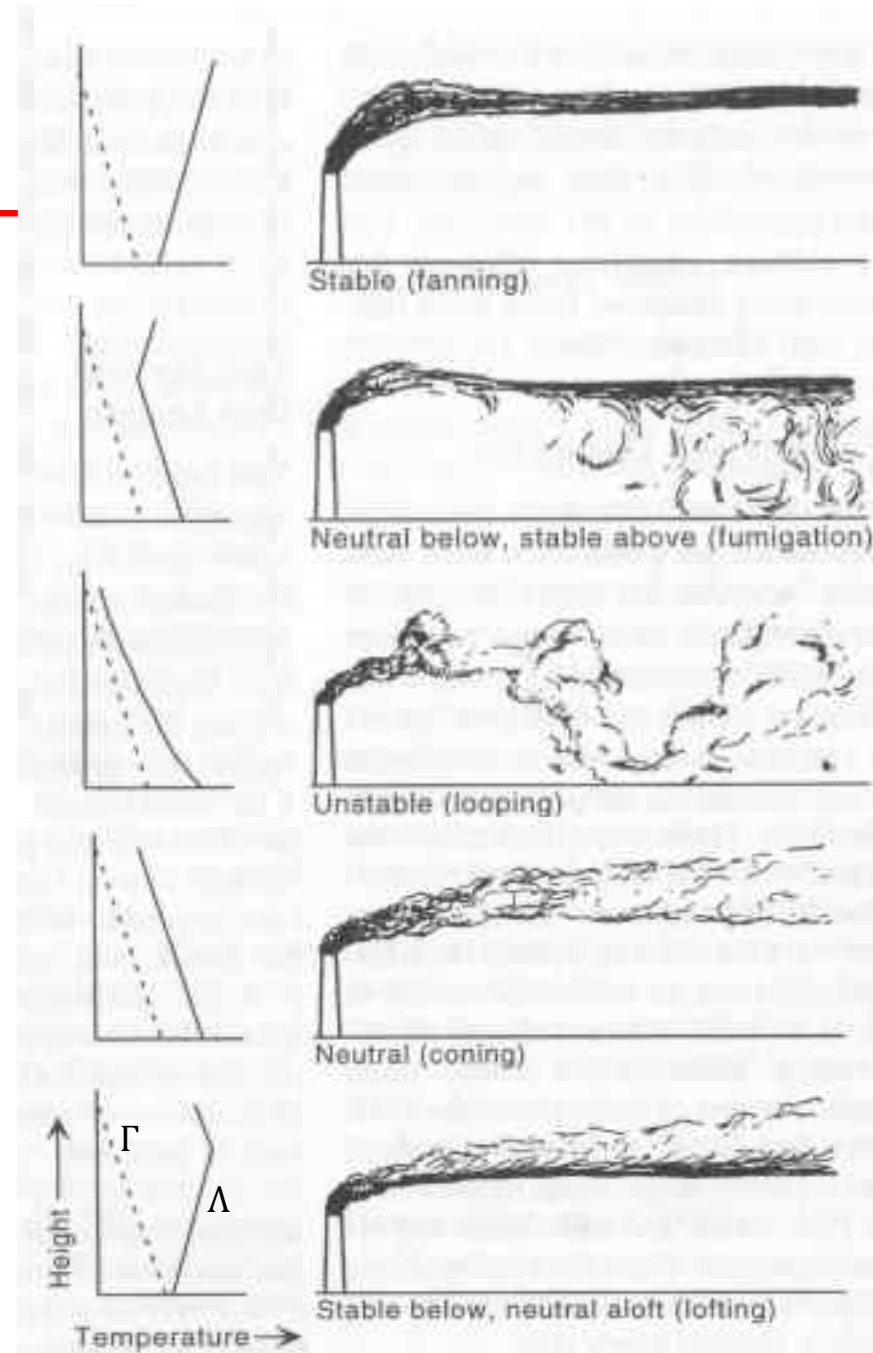 Stable (fanning)
Neutral below, stable above (fumigation)
Unstable (looping)
Neutral (coning)
Γ
Λ
Height
Stable below, neutral aloft (lofting)
Temperature